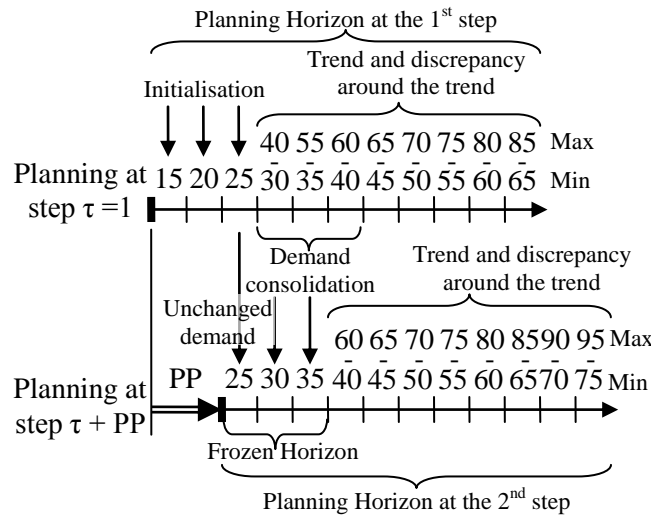 Planning Horizon at the 1st step
Trend and discrepancy
around the trend
Initialisation
40 55 60 65 70 75 80 85 Max
- - - - - - - -
Planning at
step τ =1
15 20 25 30 35 40 45 50 55 60 65 Min
Demand
consolidation
Trend and discrepancy
around the trend
Unchanged
demand
60 65 70 75 80 85 90 95 Max
- - - - - - - -
Planning at
step τ + PP
PP
25 30 35 40 45 50 55 60 65 70 75 Min
Frozen Horizon
Planning Horizon at the 2nd step